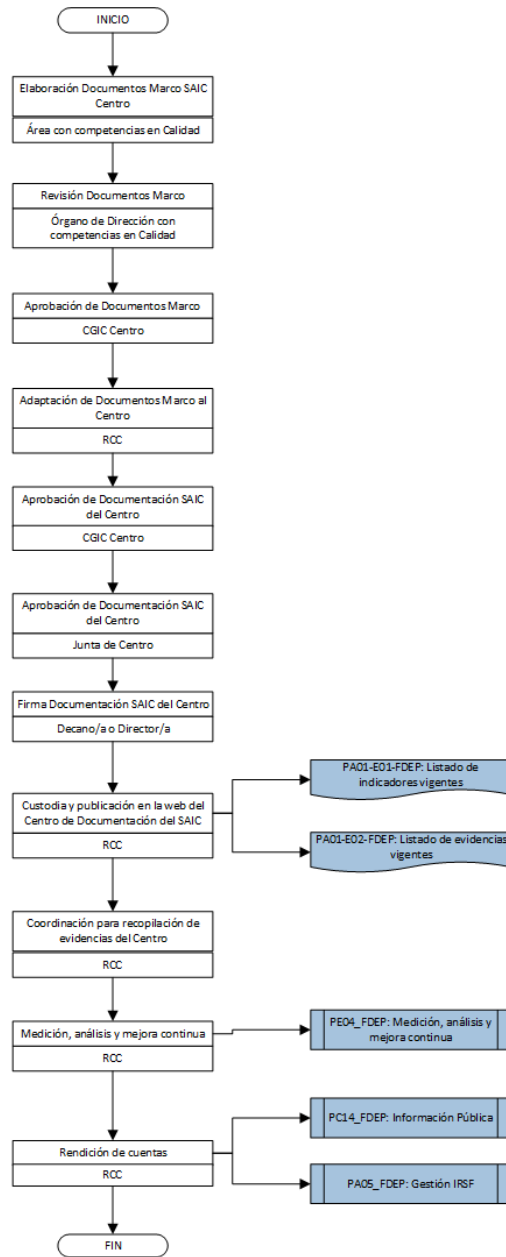 INICIO
Elaboración Documentos Marco SAIC
Centro
Área con competencias en Calidad
Revisión Documentos Marco
Órgano de Dirección con
competencias en Calidad
Aprobación de Documentos Marco
CGIC Centro
Adaptación de Documentos Marco al
Centro
RCC
Aprobación de Documentación SAIC
del Centro
CGIC Centro
Aprobación de Documentación SAIC
del Centro
Junta de Centro
Firma Documentación SAIC del Centro
Decano/a o Director/a
Custodia y publicación en la web del
Centro de Documentación del SAIC
RCC
PA01-E01-FDEP: Listado de
indicadores vigentes
PA01-E02-FDEP: Listado de evidencias
vigentes
Coordinación para recopilación de
evidencias del Centro
RCC
Medición, análisis y mejora continua
RCC
PE04_FDEP: Medición, análisis y
mejora continua
Rendición de cuentas
RCC
PC14_FDEP: Información Pública
PA05_FDEP: Gestión IRSF
FIN